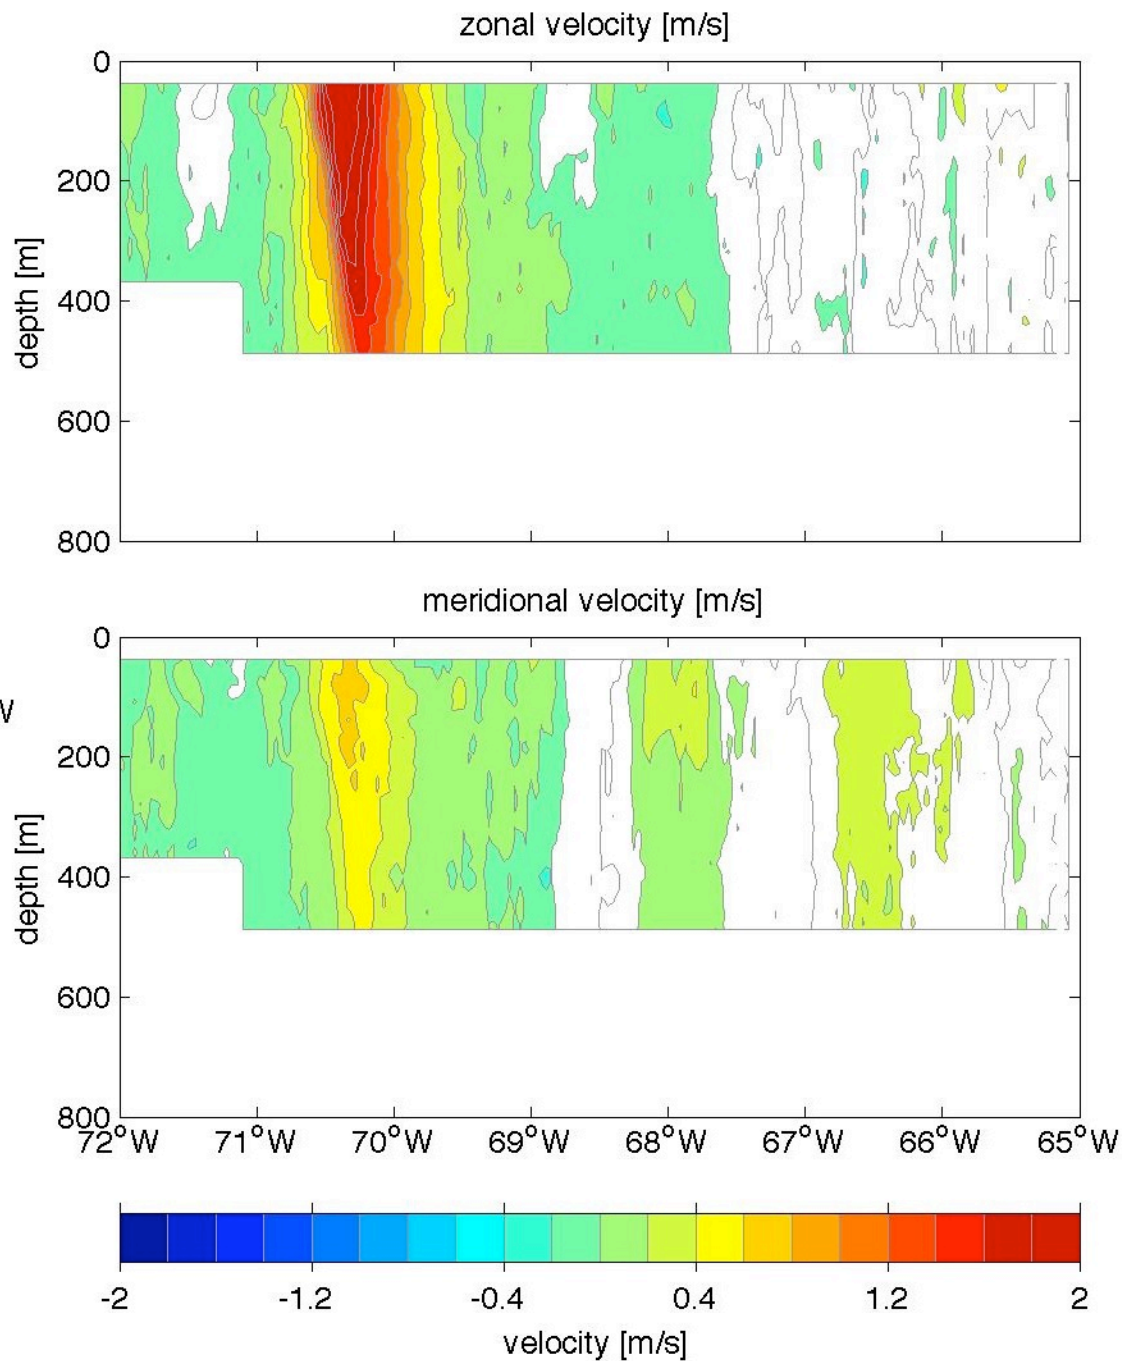 zonal velocity [m/s]
0
200
400
600
800
depth [m]
meridional velocity [m/s]
W
0
200
400
600
800
depth [m]
72°W 71°W 70°W 69°W 68°W 67°W 66°W 65°W
-2 -1.2 -0.4 0.4 1.2 2
velocity [m/s]